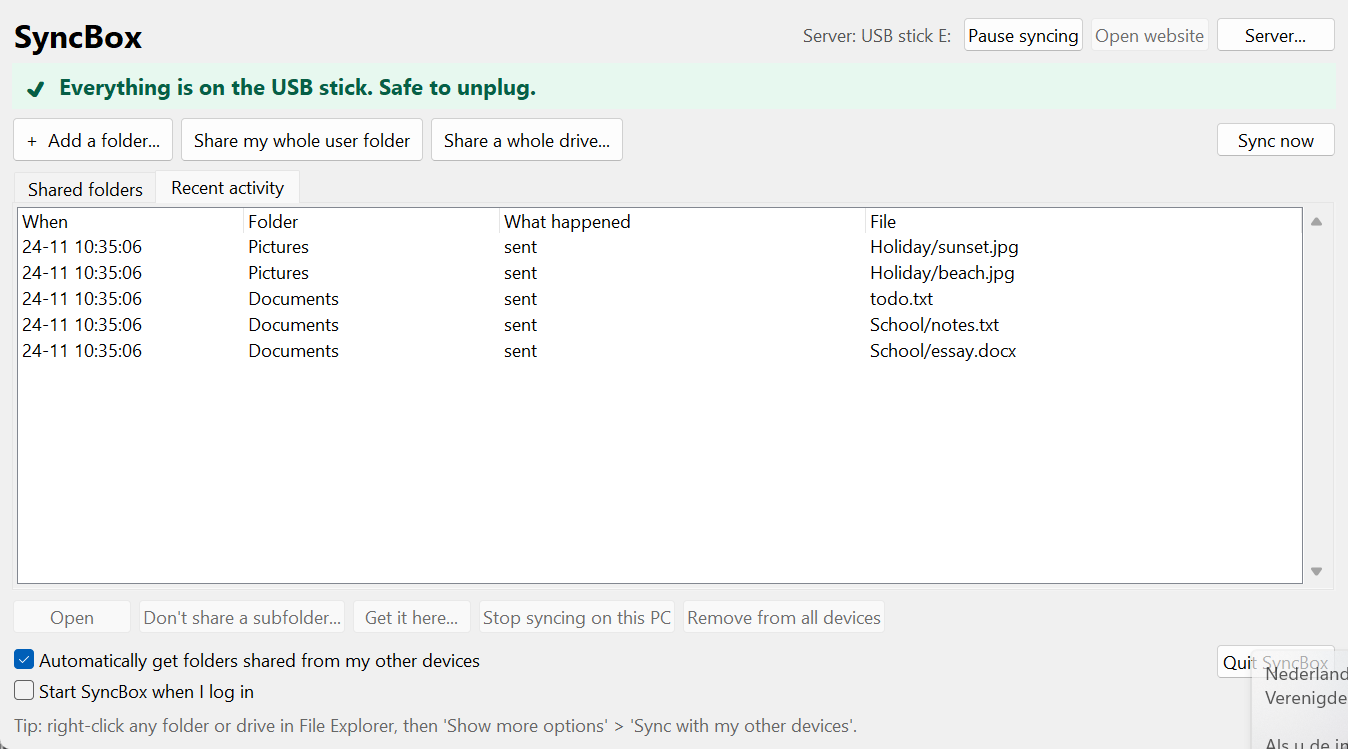 SyncBox
Server: USB stick E: Pause syncing Open website Server...
✔ Everything is on the USB stick. Safe to unplug.
+ Add a folder... Share my whole user folder Share a whole drive... Sync now
Shared folders Recent activity
When Folder What happened File
24-11 10:35:06 Pictures sent Holiday/sunset.jpg
24-11 10:35:06 Pictures sent Holiday/beach.jpg
24-11 10:35:06 Documents sent todo.txt
24-11 10:35:06 Documents sent School/notes.txt
24-11 10:35:06 Documents sent School/essay.docx
Open Don't share a subfolder... Get it here... Stop syncing on this PC Remove from all devices
Automatically get folders shared from my other devices
Quit SyncBox
Nederland
Start SyncBox when I log in
Verenigde
Tip: right-click any folder or drive in File Explorer, then 'Show more options' > 'Sync with my other devices'.
Als u de in